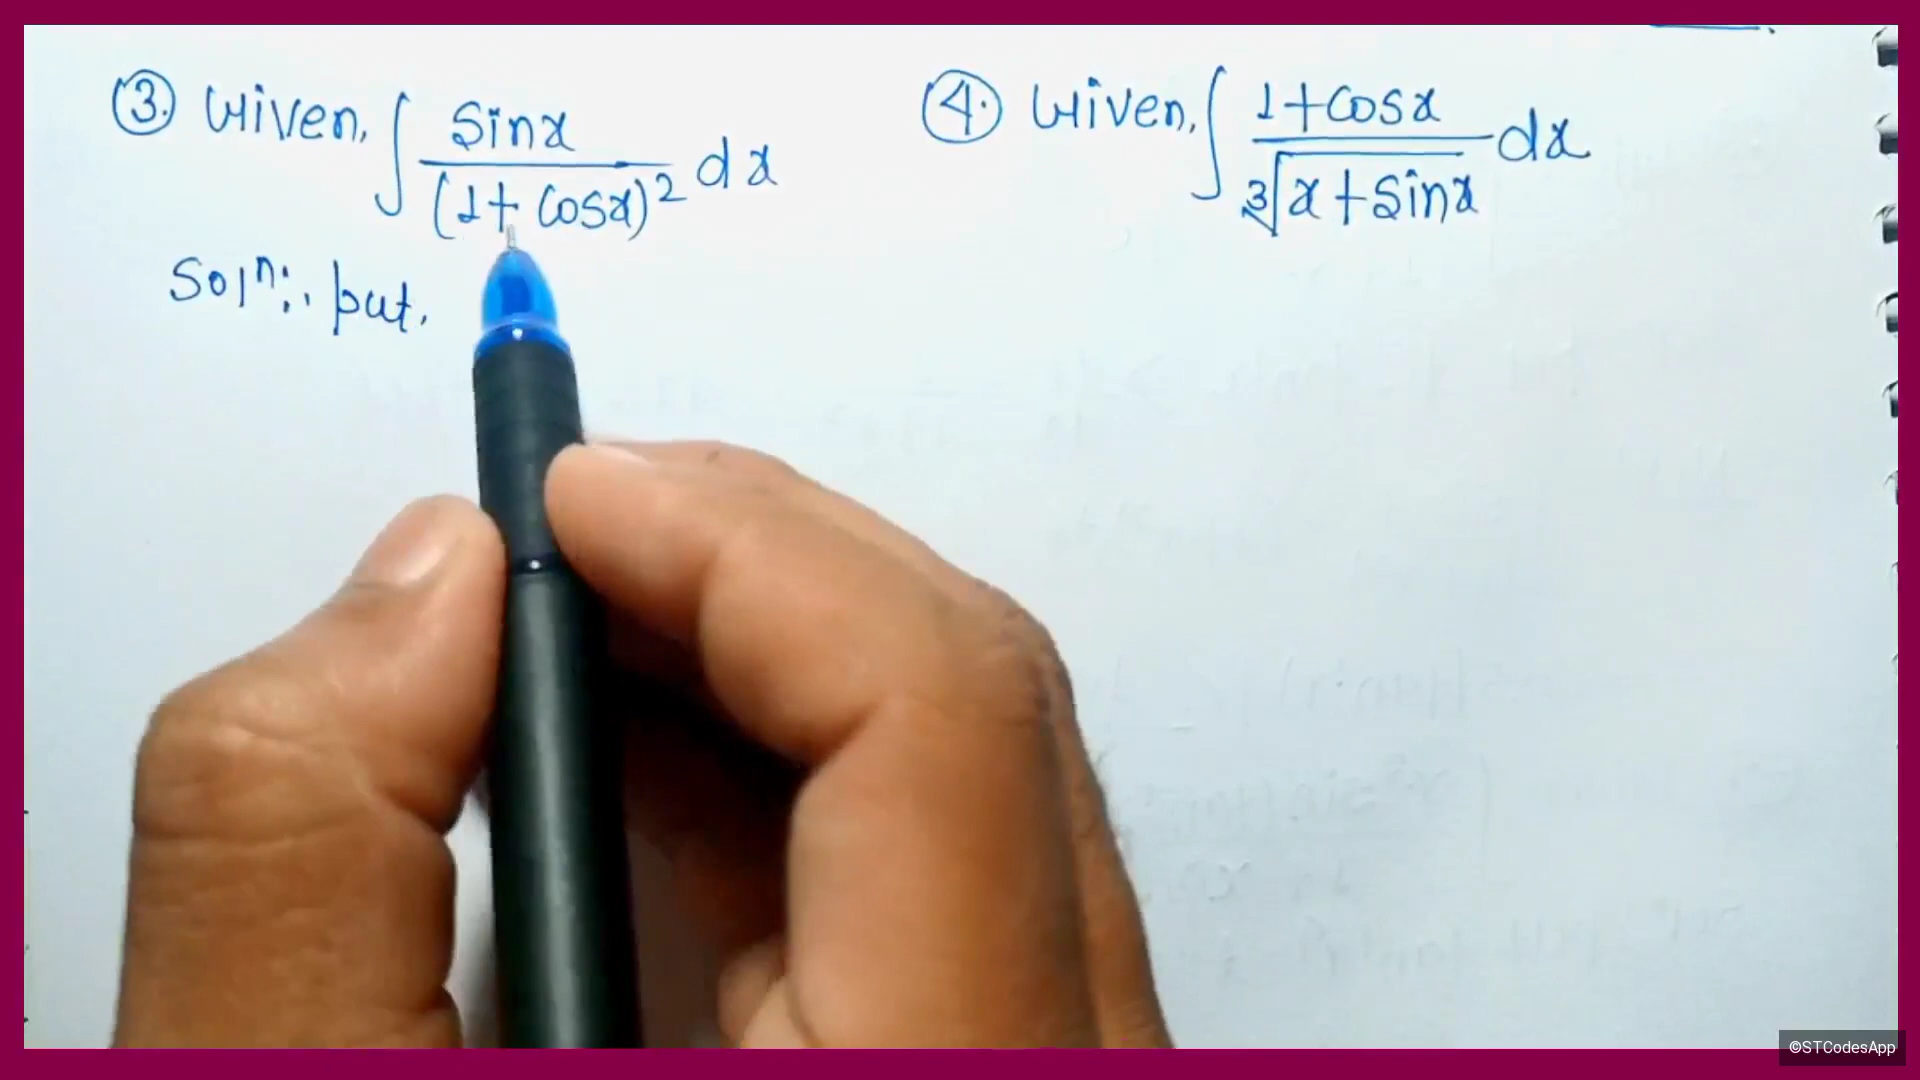 ③. Given, ∫ sinx / (1+cosx)² dx
Solⁿ:. put,
④. Given, ∫ 1+cosx / ∛(x+sinx) dx
©STCodesApp